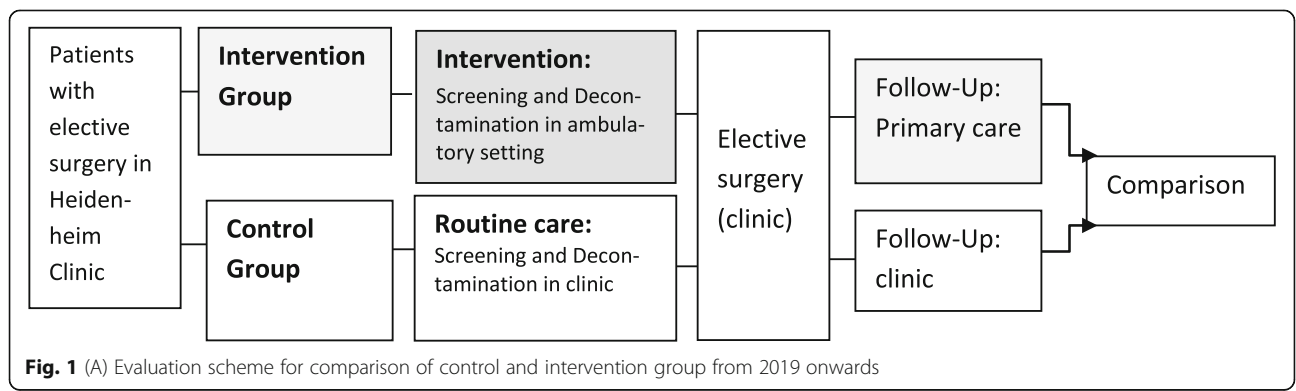 Patients
with
elective
surgery in
Heiden-
heim
Clinic
Intervention
Group
Intervention:
Screening and Decon-
tamination in ambula-
tory setting
Control
Group
Routine care:
Screening and Decon-
tamination in clinic
Elective
surgery
(clinic)
Follow-Up:
Primary care
Follow-Up:
clinic
Comparison
Fig. 1 (A) Evaluation scheme for comparison of control and intervention group from 2019 onwards